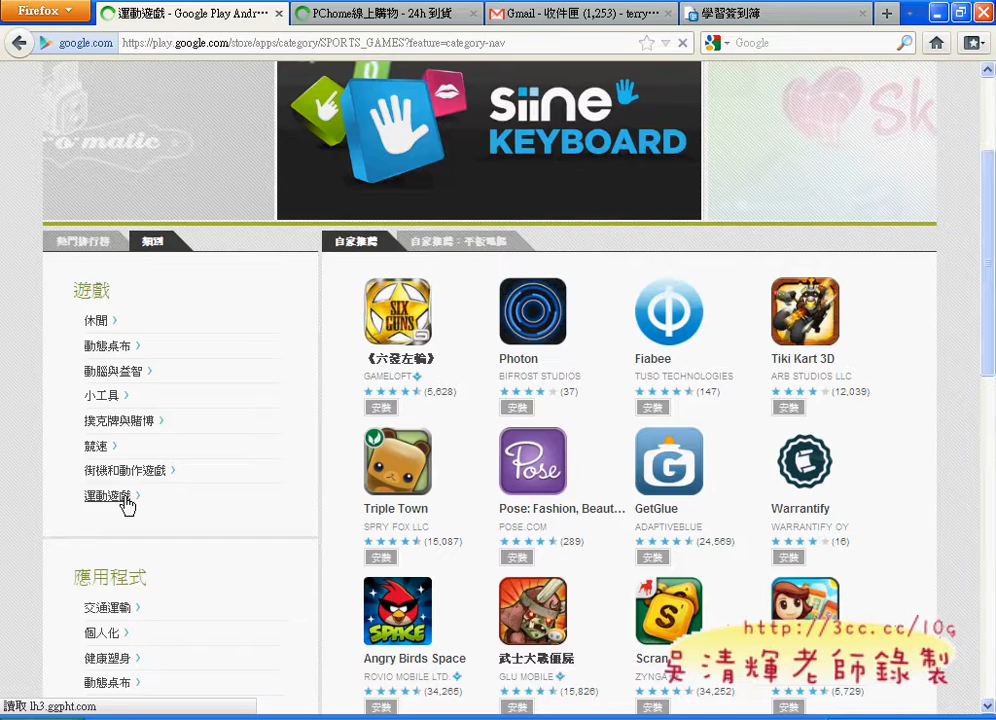 Firefox
運動遊戲 - Google Play Andr...
PChome線上購物 - 24h 到貨
Gmail - 收件匣 (1,253) - terry...
學習簽到簿
google.com
https://play.google.com/store/apps/category/SPORTS_GAMES?feature=category-nav
Google
o·matic
siine
KEYBOARD
Sk
熱門排行榜
類別
自家推薦
自家推薦：平板電腦
遊戲
休閒
動態桌布
動腦與益智
小工具
撲克牌與賭博
競速
街機和動作遊戲
運動遊戲
應用程式
交通運輸
個人化
健康塑身
動態桌布
SIX GUNS
《六發左輪》
GAMELOFT
(5,628)
安裝
Photon
BIFROST STUDIOS
(37)
安裝
Fiabee
TUSO TECHNOLOGIES
(147)
安裝
Tiki Kart 3D
ARB STUDIOS LLC
(12,039)
安裝
Triple Town
SPRY FOX LLC
(15,087)
安裝
Pose
Pose: Fashion, Beaut...
POSE.COM
(289)
安裝
G
GetGlue
ADAPTIVEBLUE
(24,569)
安裝
Warrantify
WARRANTIFY OY
(16)
安裝
SPACE
Angry Birds Space
ROVIO MOBILE LTD.
(34,265)
安裝
武士大戰殭屍
GLU MOBILE
(15,826)
安裝
S
Scran
ZYNGA
(34,252)
安裝
(5,729)
安裝
http://3cc.cc/10g
吳清輝老師錄製
讀取 lh3.ggpht.com